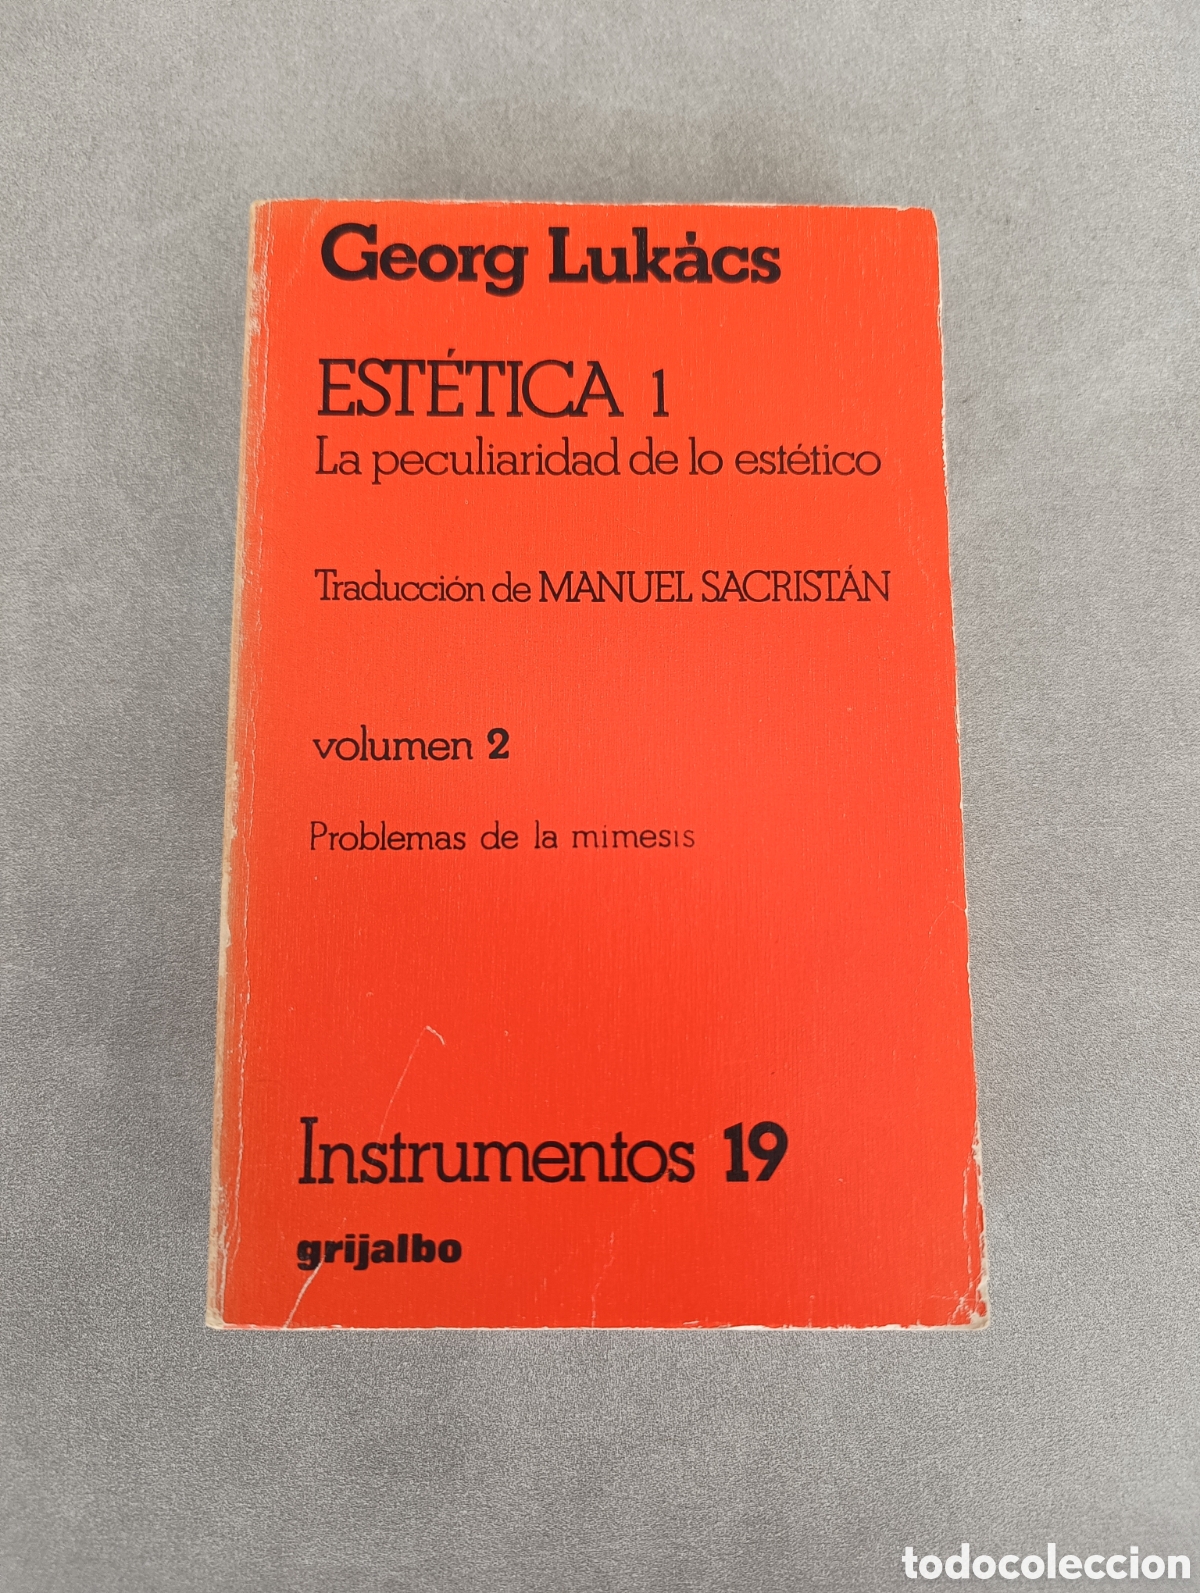 Georg Lukács
ESTÉTICA 1
La peculiaridad de lo estético
Traducción de MANUEL SACRISTÁN
volumen 2
Problemas de la mimesis
Instrumentos 19
grijalbo
todocoleccion